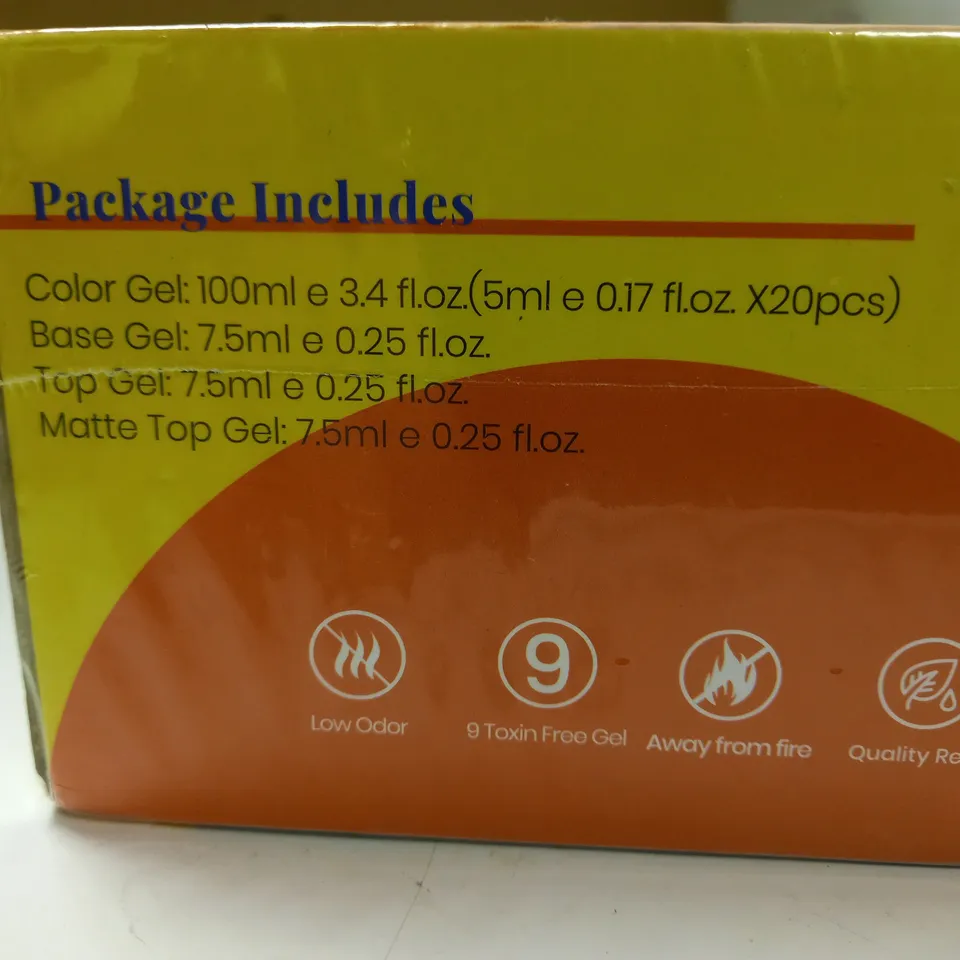 Package Includes
Color Gel: 100ml e 3.4 fl.oz.(5ml e 0.17 fl.oz. X20pcs)
Base Gel: 7.5ml e 0.25 fl.oz.
Top Gel: 7.5ml e 0.25 fl.oz.
Matte Top Gel: 7.5ml e 0.25 fl.oz.
9
Low Odor
9 Toxin Free Gel
Away from fire
Quality Re